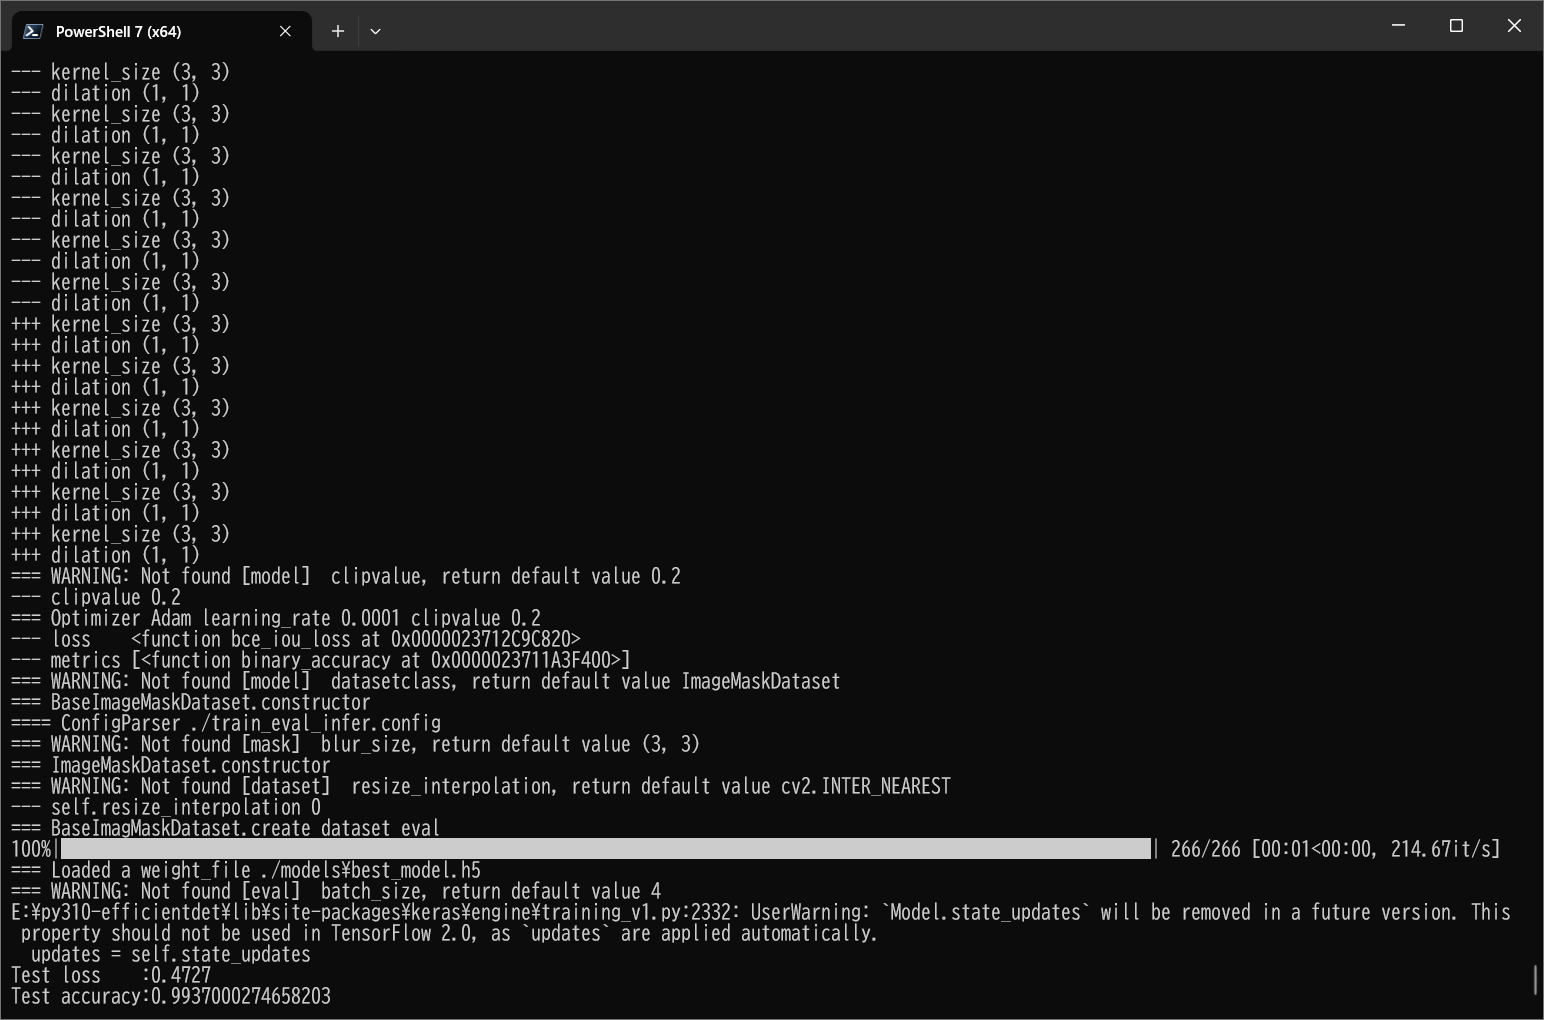 PowerShell 7 (x64)
--- kernel_size (3, 3)
--- dilation (1, 1)
--- kernel_size (3, 3)
--- dilation (1, 1)
--- kernel_size (3, 3)
--- dilation (1, 1)
--- kernel_size (3, 3)
--- dilation (1, 1)
--- kernel_size (3, 3)
--- dilation (1, 1)
--- kernel_size (3, 3)
--- dilation (1, 1)
+++ kernel_size (3, 3)
+++ dilation (1, 1)
+++ kernel_size (3, 3)
+++ dilation (1, 1)
+++ kernel_size (3, 3)
+++ dilation (1, 1)
+++ kernel_size (3, 3)
+++ dilation (1, 1)
+++ kernel_size (3, 3)
+++ dilation (1, 1)
+++ kernel_size (3, 3)
+++ dilation (1, 1)
=== WARNING: Not found [model]  clipvalue, return default value 0.2
--- clipvalue 0.2
=== Optimizer Adam learning_rate 0.0001 clipvalue 0.2
--- loss    <function bce_iou_loss at 0x0000023712C9C820>
--- metrics [<function binary_accuracy at 0x0000023711A3F400>]
=== WARNING: Not found [model]  datasetclass, return default value ImageMaskDataset
=== BaseImageMaskDataset.constructor
==== ConfigParser ./train_eval_infer.config
=== WARNING: Not found [mask]  blur_size, return default value (3, 3)
=== ImageMaskDataset.constructor
=== WARNING: Not found [dataset]  resize_interpolation, return default value cv2.INTER_NEAREST
--- self.resize_interpolation 0
=== BaseImagMaskDataset.create dataset eval
100%| | 266/266 [00:01<00:00, 214.67it/s]
=== Loaded a weight_file ./models¥best_model.h5
=== WARNING: Not found [eval]  batch_size, return default value 4
E:¥py310-efficientdet¥lib¥site-packages¥keras¥engine¥training_v1.py:2332: UserWarning: `Model.state_updates` will be removed in a future version. This
property should not be used in TensorFlow 2.0, as `updates` are applied automatically.
updates = self.state_updates
Test loss    :0.4727
Test accuracy:0.9937000274658203